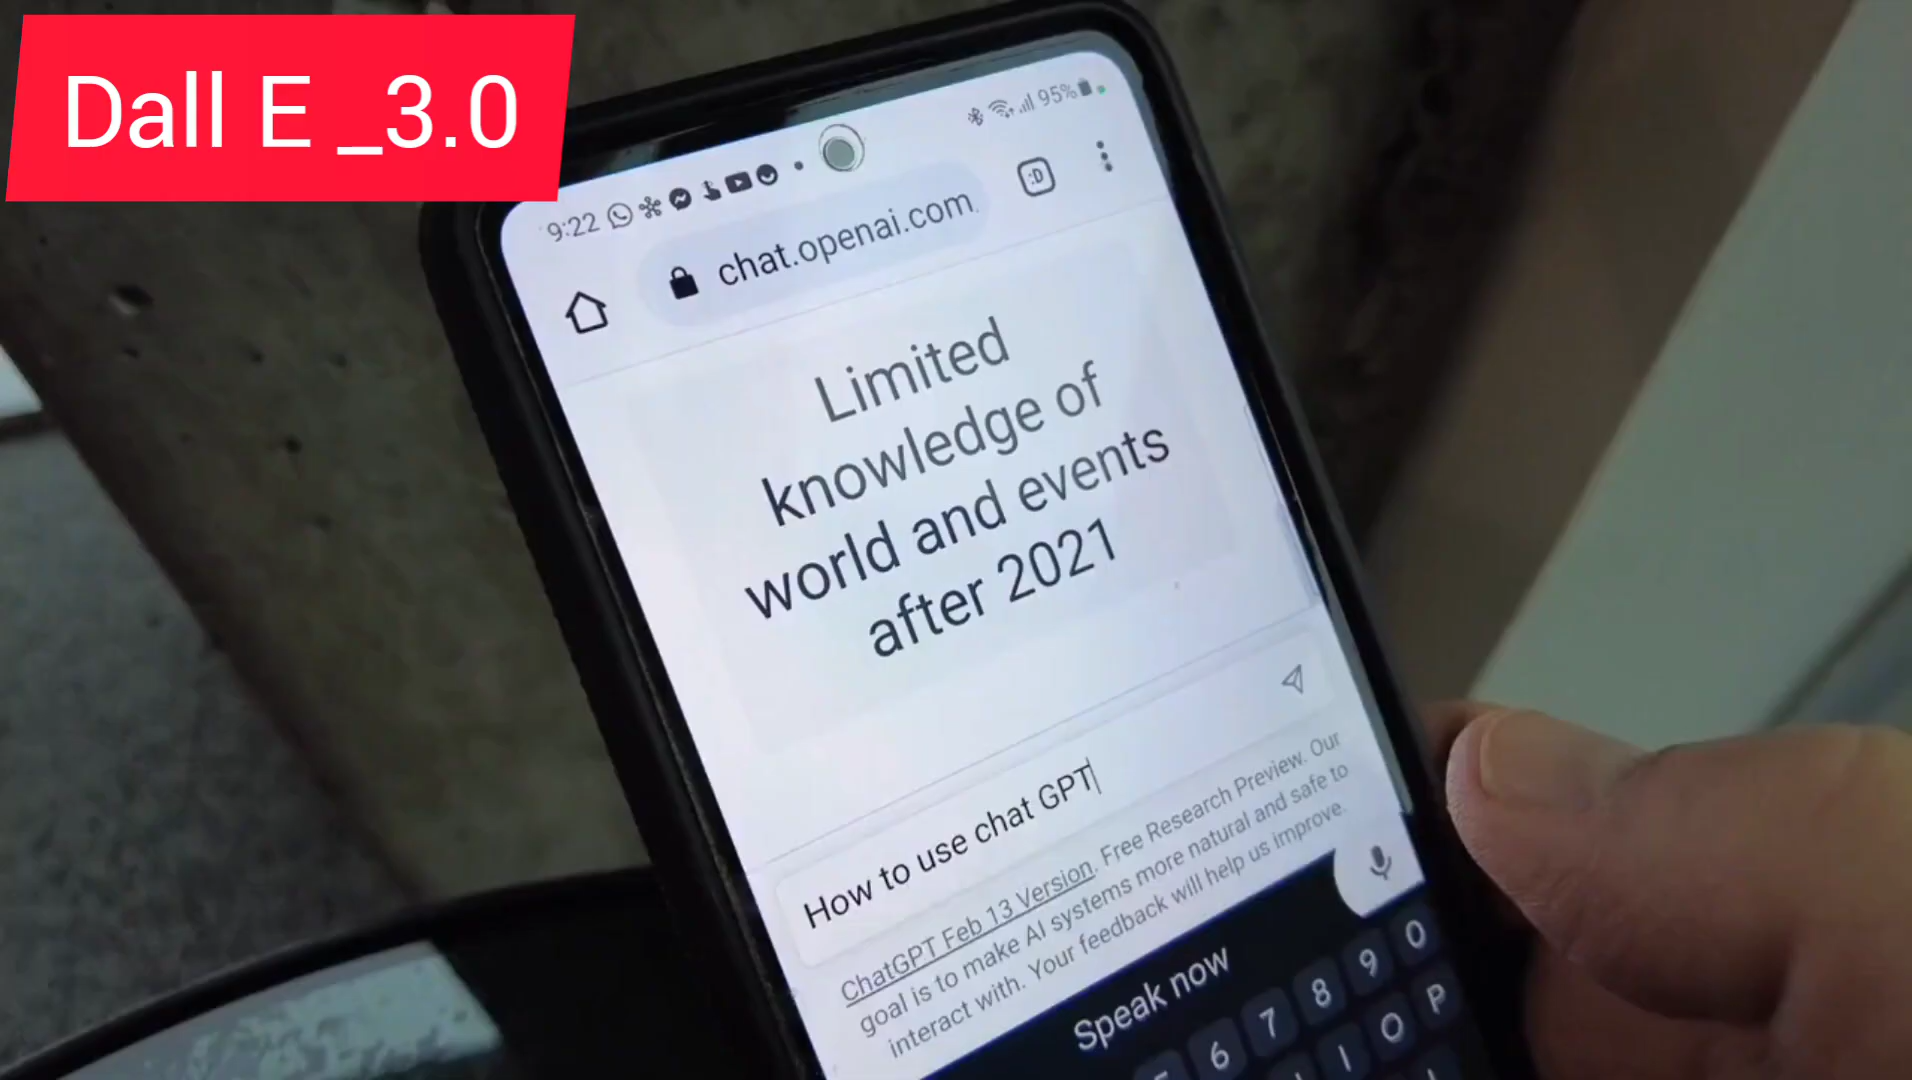 Dall E _3.0
9:22
95%
chat.openai.com
:D
Limited
knowledge of
world and events
after 2021
How to use chat GPT
ChatGPT Feb 13 Version. Free Research Preview. Our
goal is to make AI systems more natural and safe to
interact with. Your feedback will help us improve.
Speak now
6 7 8 9 0
I O P